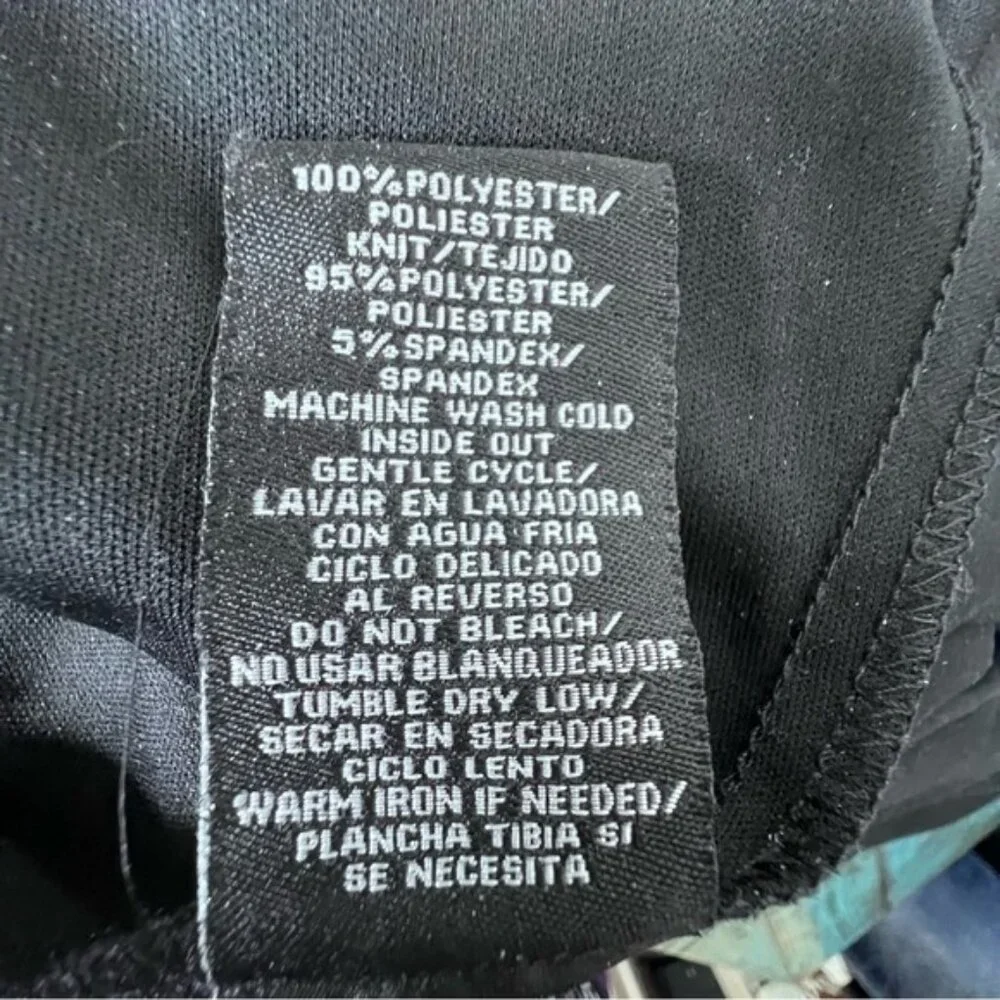 100%POLYESTER/
POLIESTER
KNIT/TEJIDO
95%POLYESTER/
POLIESTER
5%SPANDEX/
SPANDEX
MACHINE WASH COLD
INSIDE OUT
GENTLE CYCLE/
LAVAR EN LAVADORA
CON AGUA FRIA
CICLO DELICADO
AL REVERSO
DO NOT BLEACH/
NO USAR BLANQUEADOR
TUMBLE DRY LOW/
SECAR EN SECADORA
CICLO LENTO
WARM IRON IF NEEDED/
PLANCHA TIBIA SI
SE NECESITA